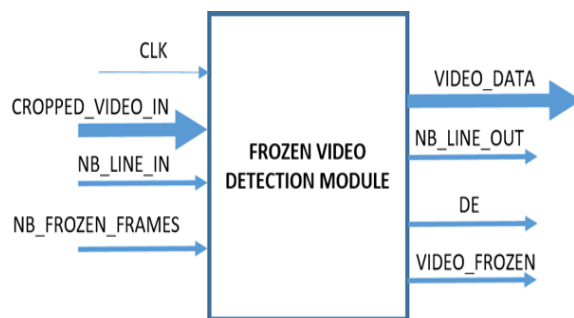 CLK
CROPPED_VIDEO_IN
NB_LINE_IN
NB_FROZEN_FRAMES
FROZEN VIDEO
DETECTION MODULE
VIDEO_DATA
NB_LINE_OUT
DE
VIDEO_FROZEN